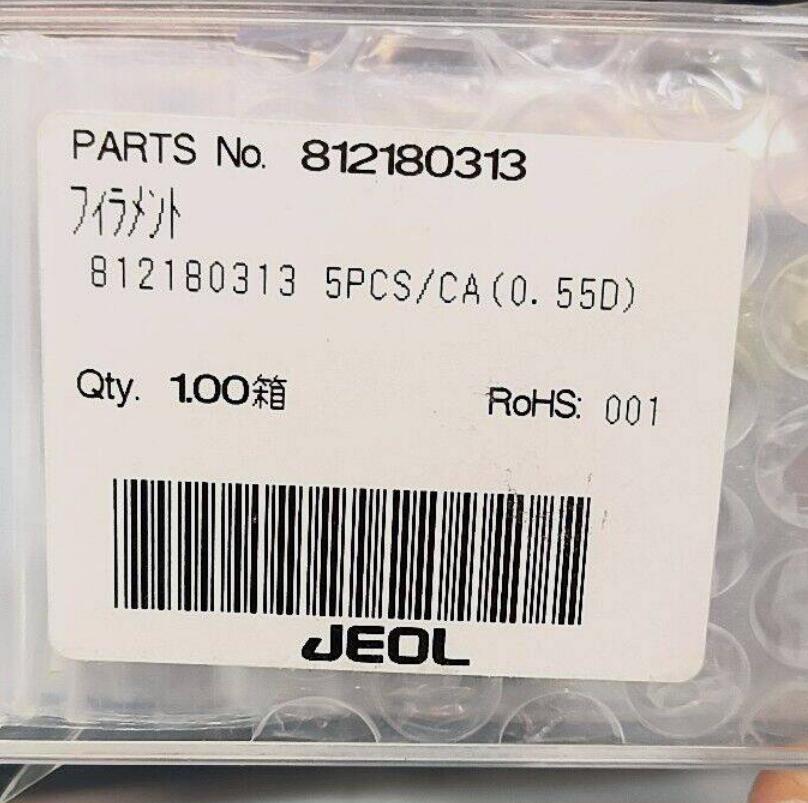 PARTS No. 812180313
フィラメント
812180313 5PCS/CA(0.55D)
Qty. 1.00箱 RoHS: 001
JEOL